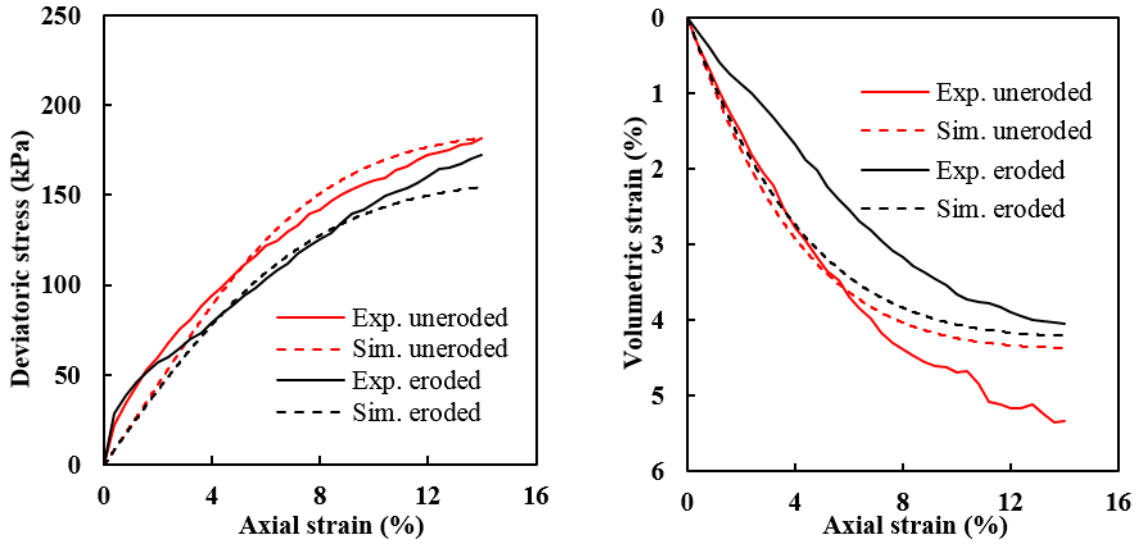 250
200
150
100
50
0
0 4 8 12 16
Deviatoric stress (kPa)
Axial strain (%)
Exp. uneroded
Sim. uneroded
Exp. eroded
Sim. eroded
0
1
2
3
4
5
6
0 4 8 12 16
Volumetric strain (%)
Axial strain (%)
Exp. uneroded
Sim. uneroded
Exp. eroded
Sim. eroded